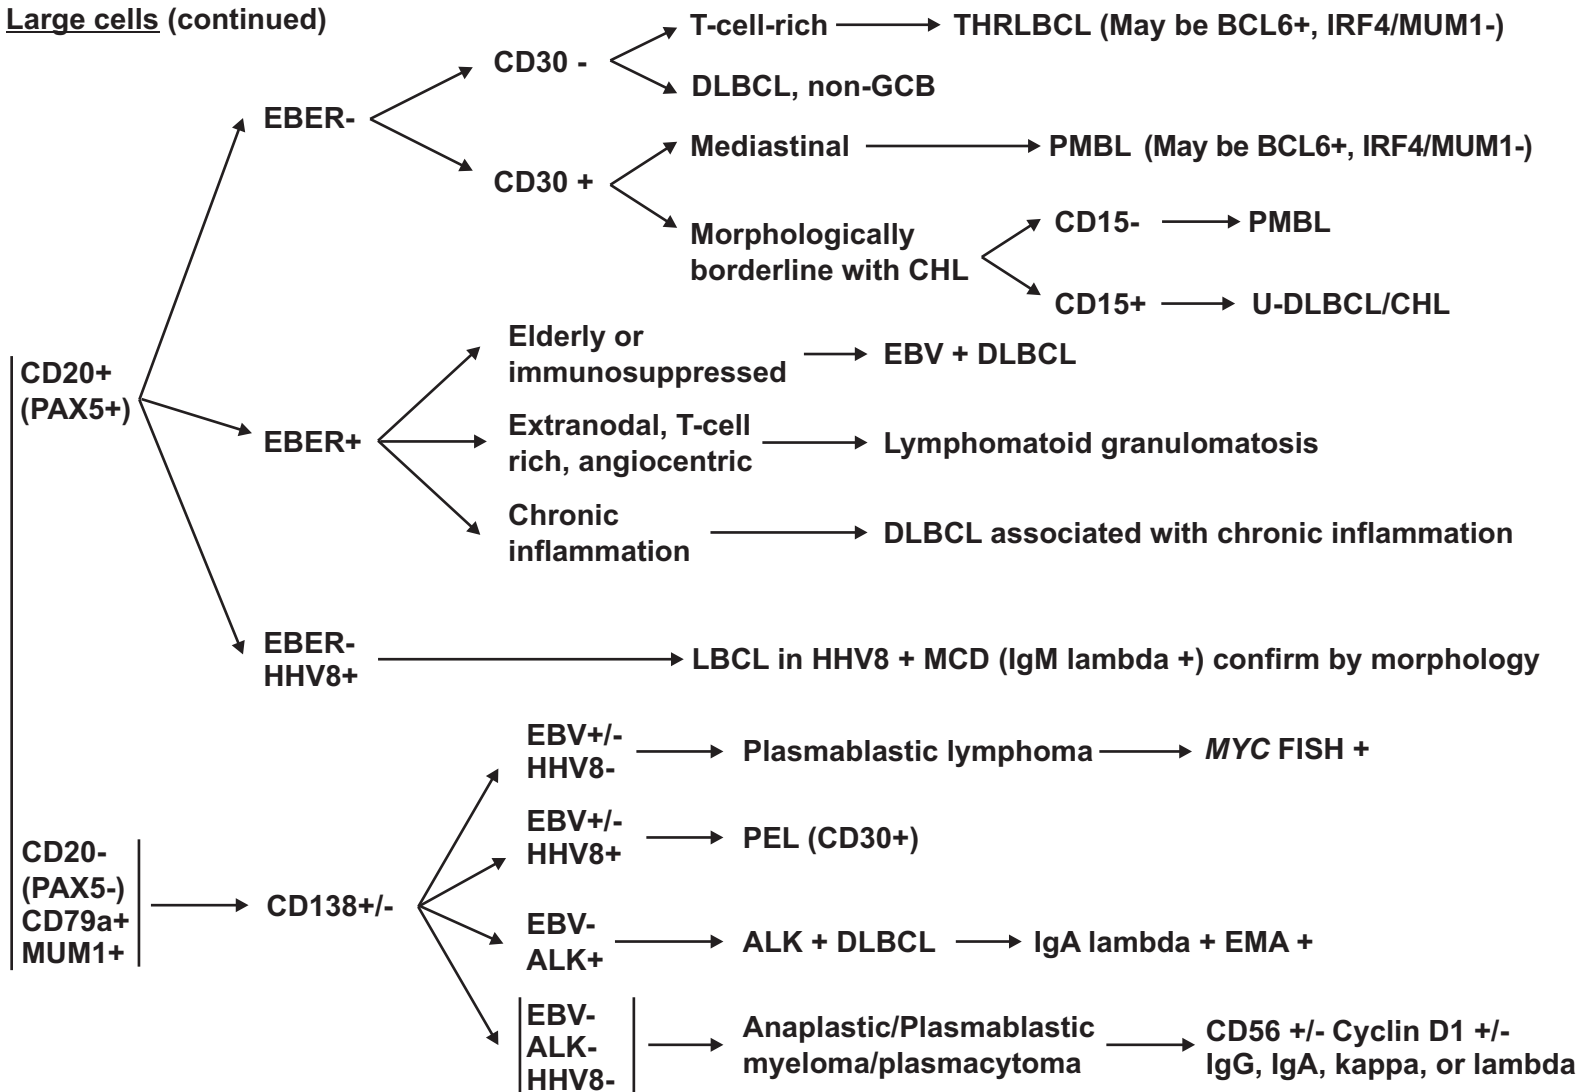 Large cells (continued)
T-cell-rich
THRLBCL (May be BCL6+, IRF4/MUM1-)
CD30 -
DLBCL, non-GCB
EBER-
Mediastinal
PMBL (May be BCL6+, IRF4/MUM1-)
CD30 +
Morphologically
borderline with CHL
CD15-
PMBL
CD15+
U-DLBCL/CHL
CD20+
(PAX5+)
Elderly or
immunosuppressed
EBV + DLBCL
EBER+
Extranodal, T-cell
rich, angiocentric
Lymphomatoid granulomatosis
Chronic
inflammation
DLBCL associated with chronic inflammation
EBER-
HHV8+
LBCL in HHV8 + MCD (IgM lambda +) confirm by morphology
EBV+/-
HHV8-
Plasmablastic lymphoma
MYC FISH +
EBV+/-
HHV8+
PEL (CD30+)
CD20-
(PAX5-)
CD79a+
MUM1+
CD138+/-
EBV-
ALK+
ALK + DLBCL
IgA lambda + EMA +
EBV-
ALK-
HHV8-
Anaplastic/Plasmablastic
myeloma/plasmacytoma
CD56 +/- Cyclin D1 +/-
IgG, IgA, kappa, or lambda